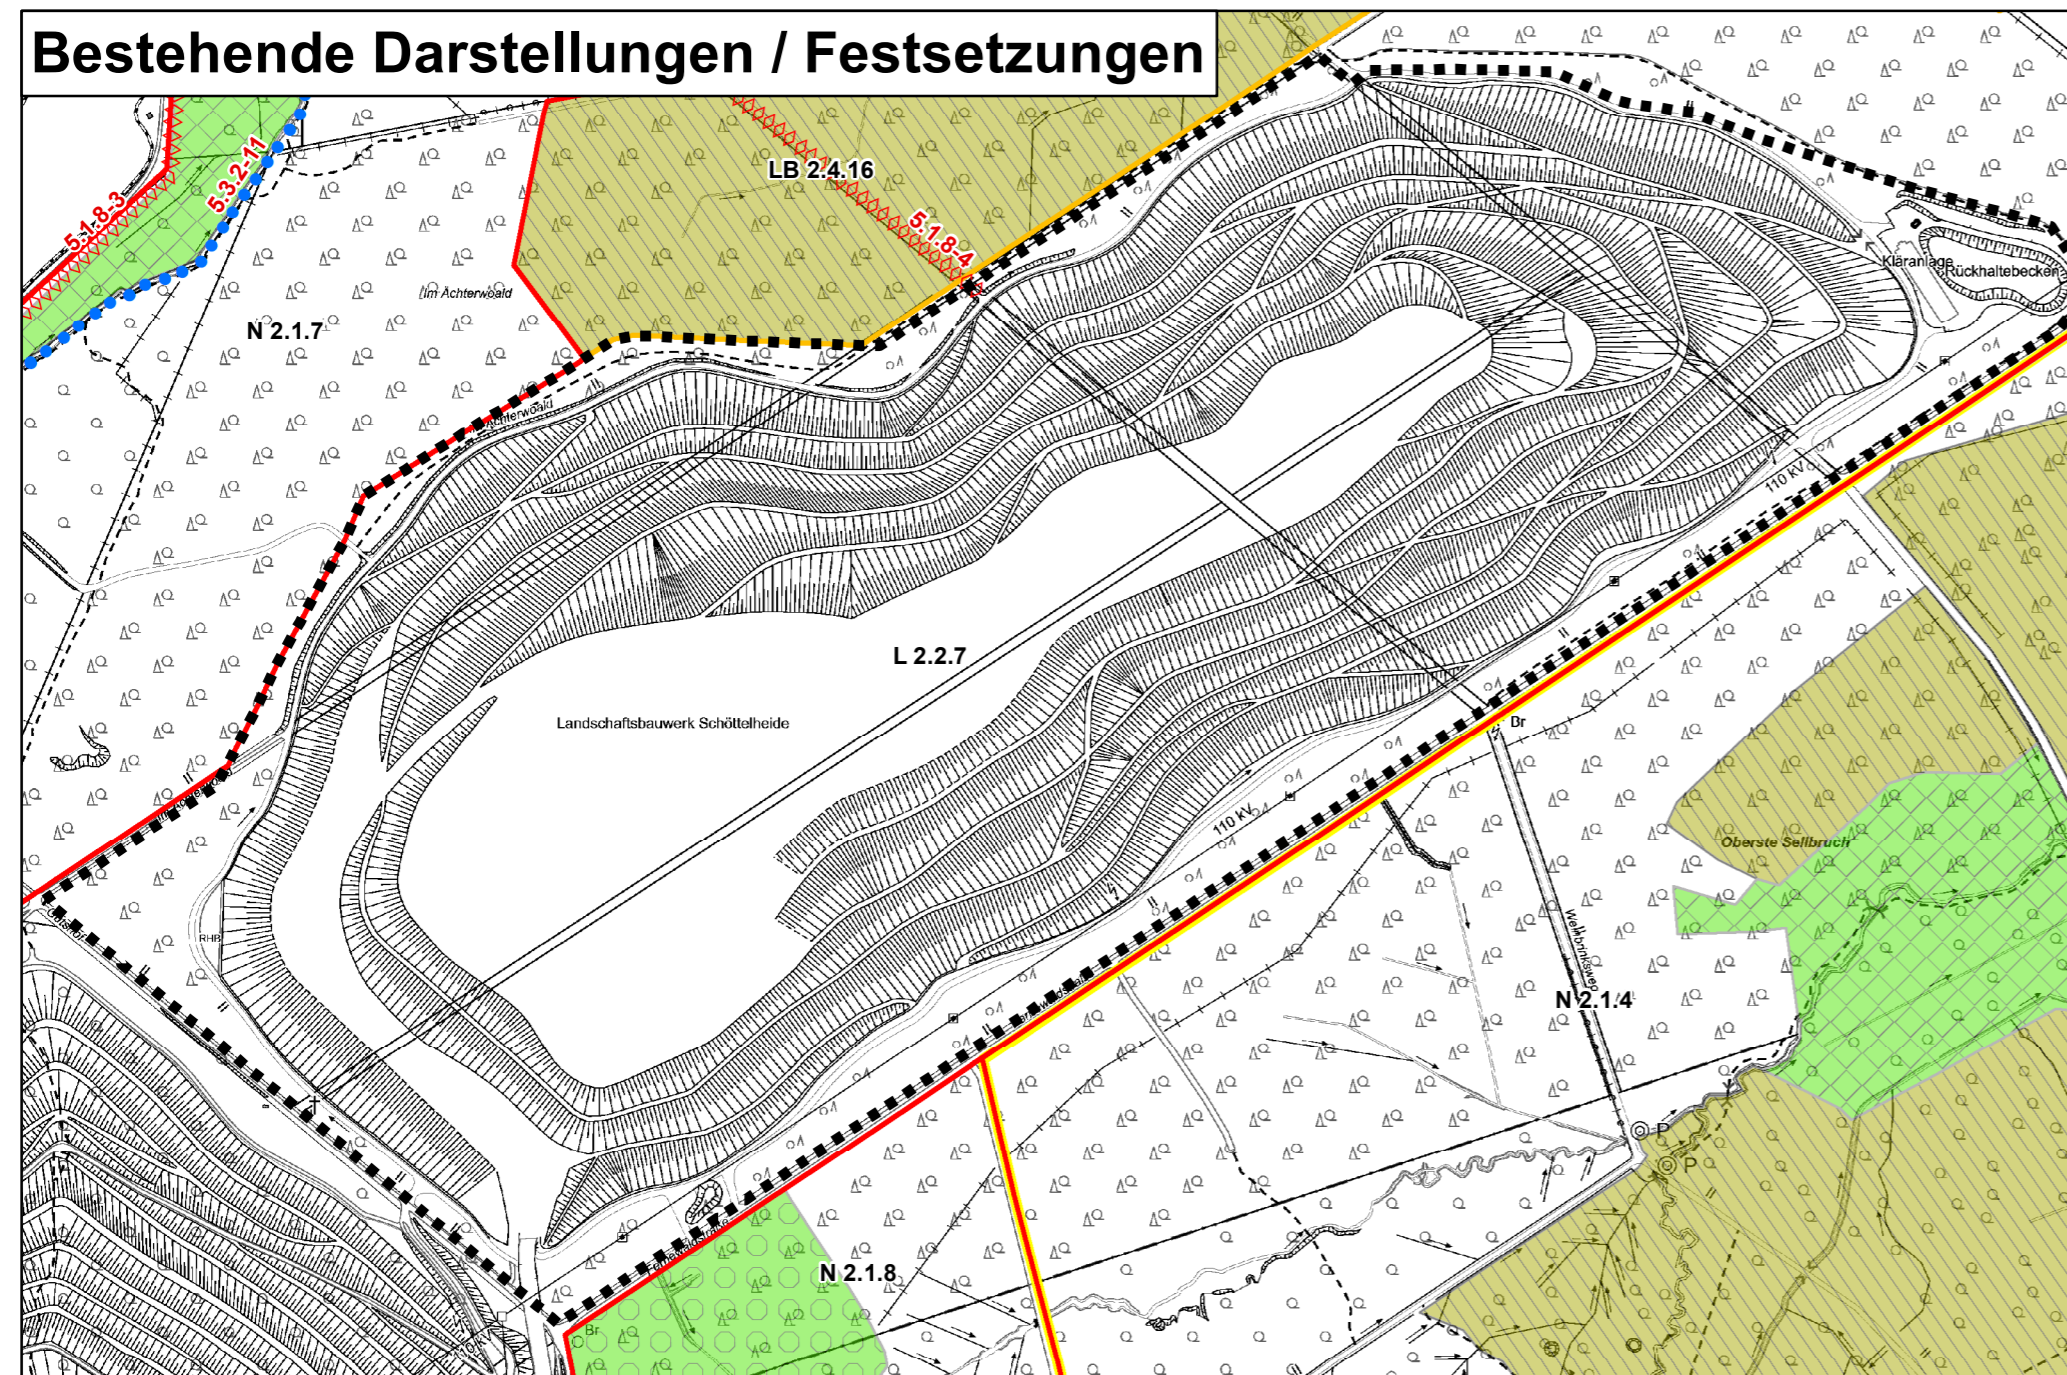 Bestehende Darstellungen / Festsetzungen
LB 2.4.16
5.1.8-3
5.3.2-11
5.1.8-4
Kläranlage
Rückhaltebecken
Im Achterwoald
N 2.1.7
Achterwoald
110 kV
L 2.2.7
Landschaftsbauwerk Schöttelheide
Br
110 kV
Oberste Sellbruch
RHB
N 2.1.4
P
P
N 2.1.8
Br